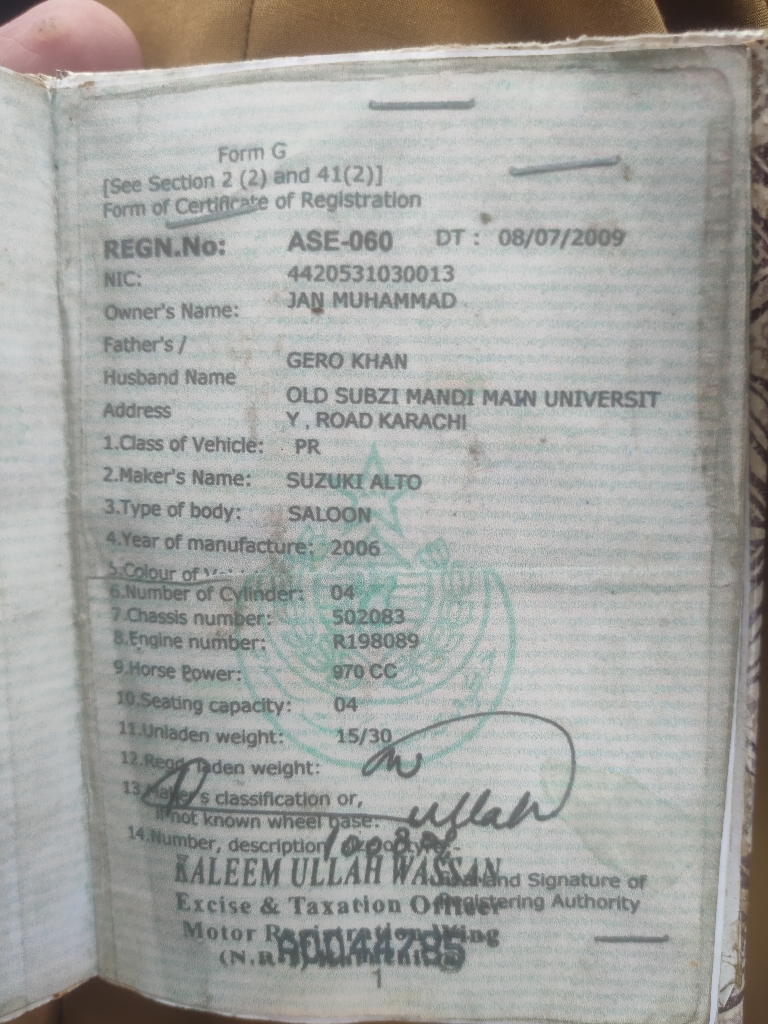 Form G
[See Section 2 (2) and 41(2)]
Form of Certificate of Registration
REGN.No: ASE-060 DT : 08/07/2009
NIC: 4420531030013
Owner's Name: JAN MUHAMMAD
Father's /
Husband Name GERO KHAN
Address OLD SUBZI MANDI MAIN UNIVERSIT
Y , ROAD KARACHI
1.Class of Vehicle: PR
2.Maker's Name: SUZUKI ALTO
3.Type of body: SALOON
4.Year of manufacture: 2006
5.Colour of
6.Number of Cylinder: 04
7.Chassis number: 502083
8.Engine number: R198089
9.Horse Power: 970 CC
10.Seating capacity: 04
11.Unladen weight: 15/30
12.Regd laden weight:
13.Maker's classification or,
if not known wheel base:
14.Number, description
KALEEM ULLAH WASSAN
and Signature of
Excise & Taxation Officer
Registering Authority
Motor Registration Wing
A0044785
1